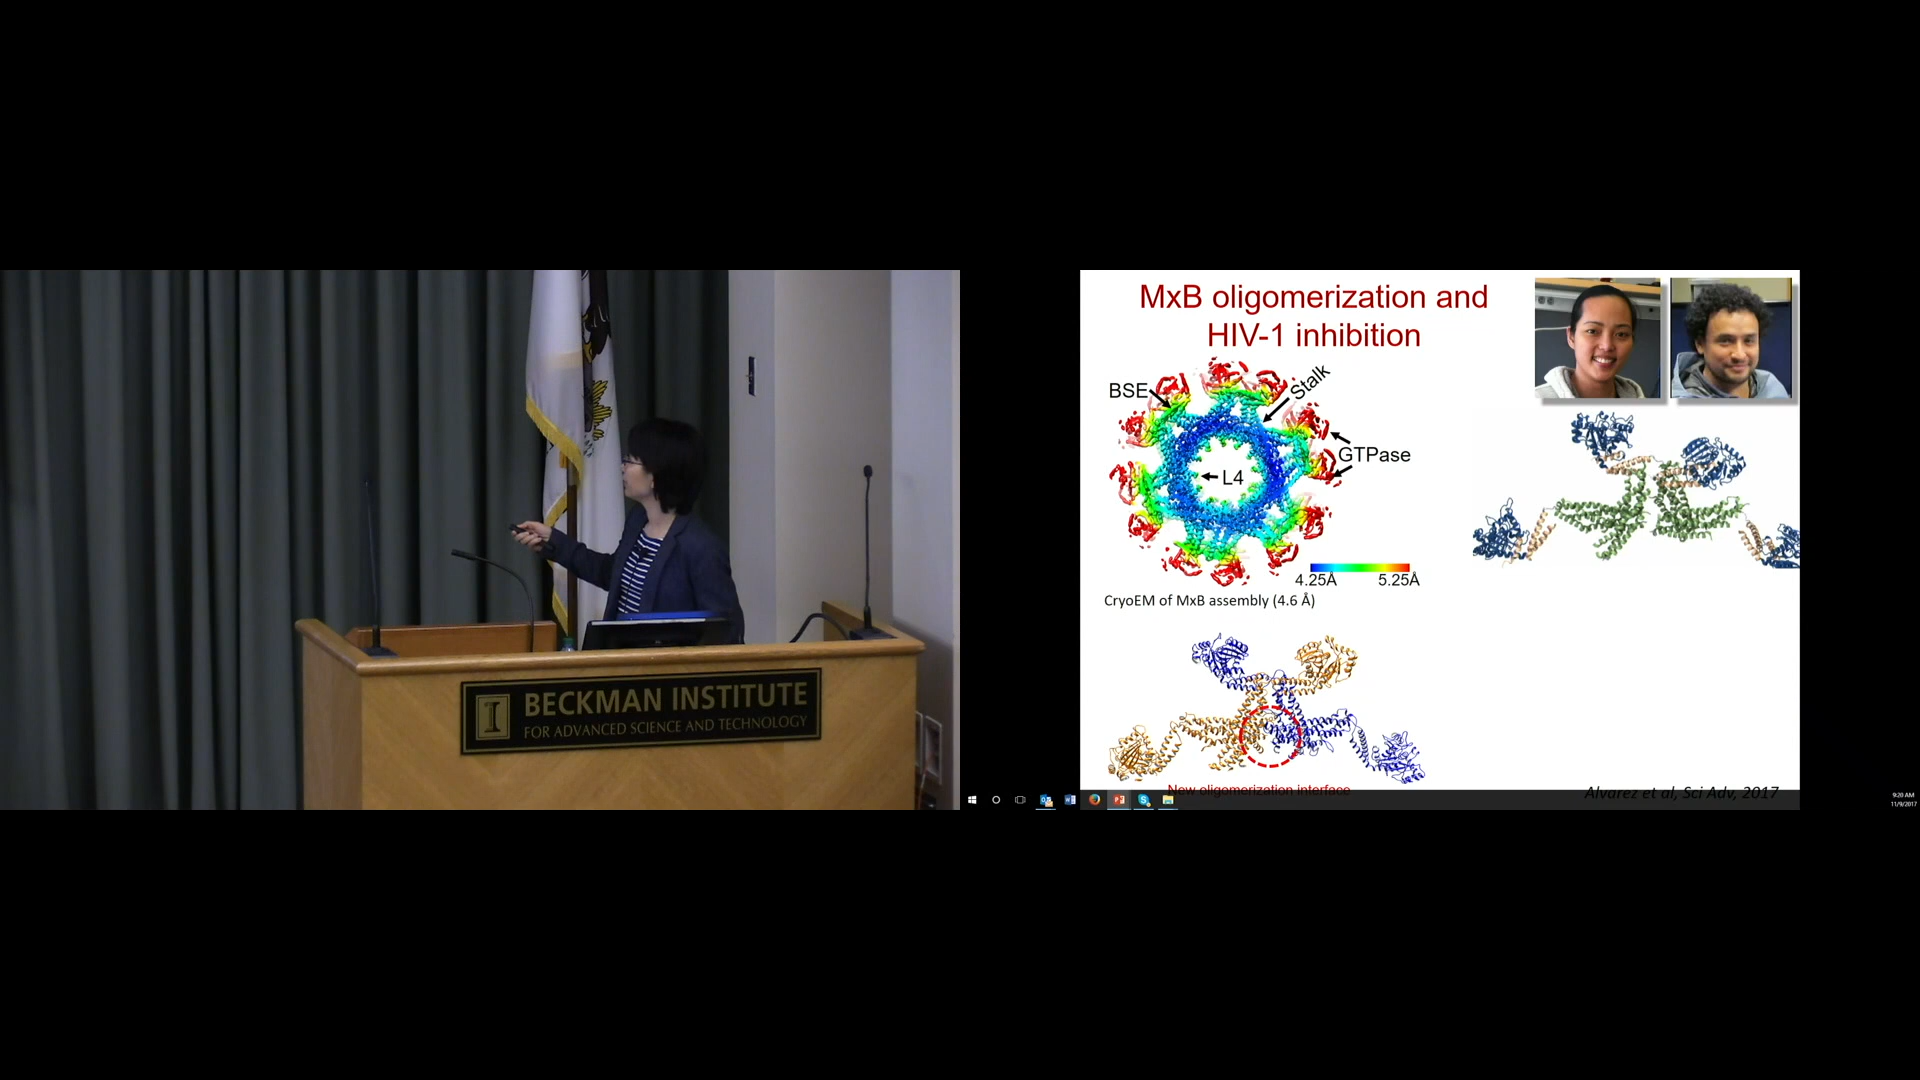 BECKMAN INSTITUTE
FOR ADVANCED SCIENCE AND TECHNOLOGY
MxB oligomerization and
HIV-1 inhibition
BSE
Stalk
GTPase
L4
4.25Å
5.25Å
CryoEM of MxB assembly (4.6 Å)
New oligomerization interface
Alvarez et al, Sci Adv, 2017
9:20 AM
11/9/2017